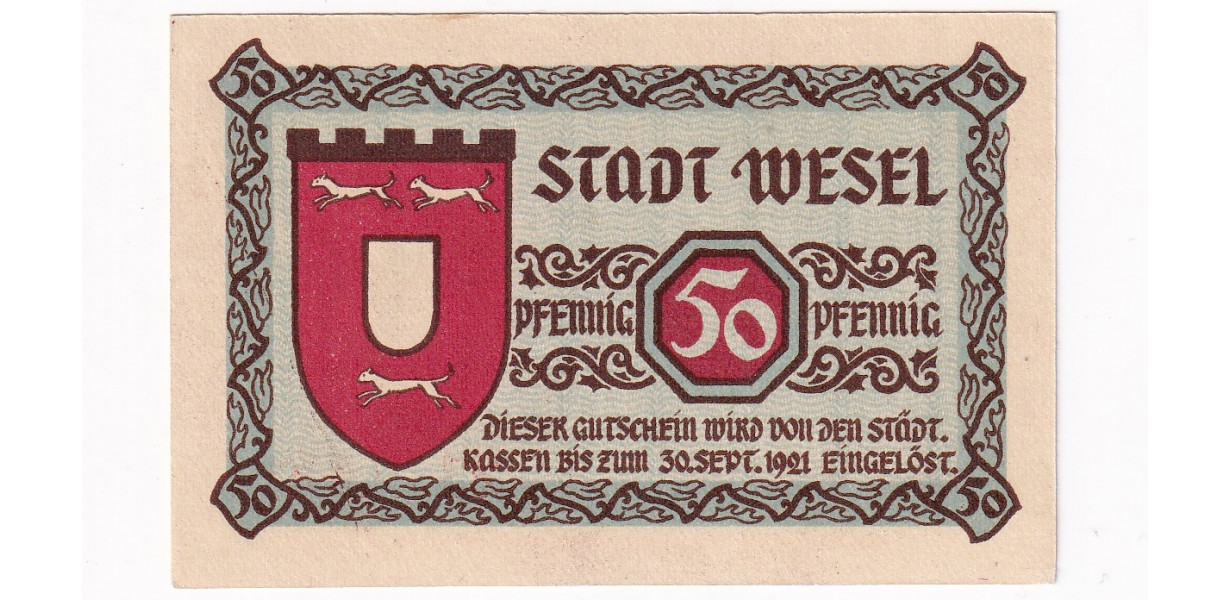 50 50
STADT WESEL
PFENNIG 50 PFENNIG
DIESER GUTSCHEIN WIRD VON DEN STÄDT.
KASSEN BIS ZUM 30. SEPT. 1921 EINGELÖST.
50 50